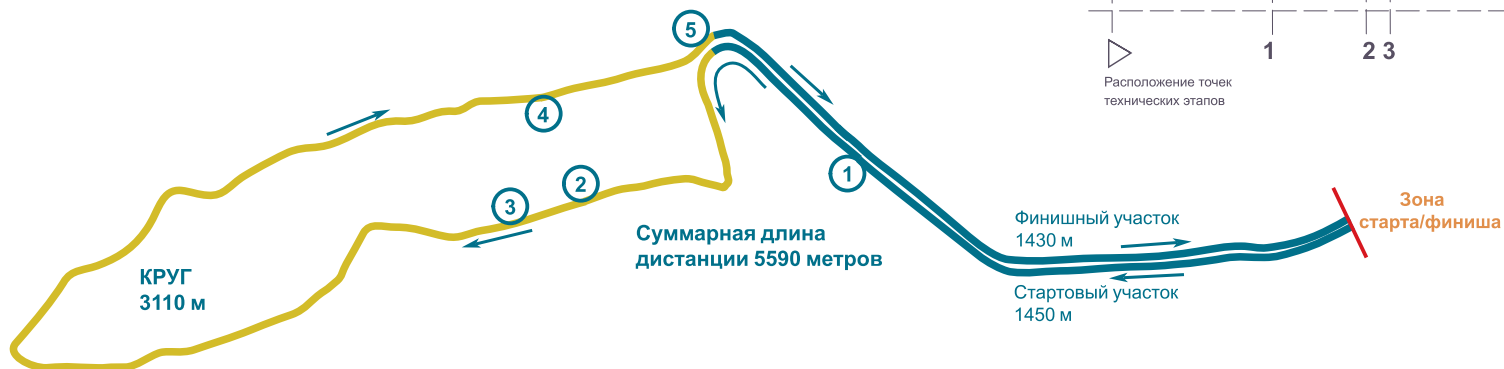 5
4
3
2
1
1
2 3
Расположение точек
технических этапов
Зона
старта/финиша
Финишный участок
1430 м
Стартовый участок
1450 м
Суммарная длина
дистанции 5590 метров
КРУГ
3110 м